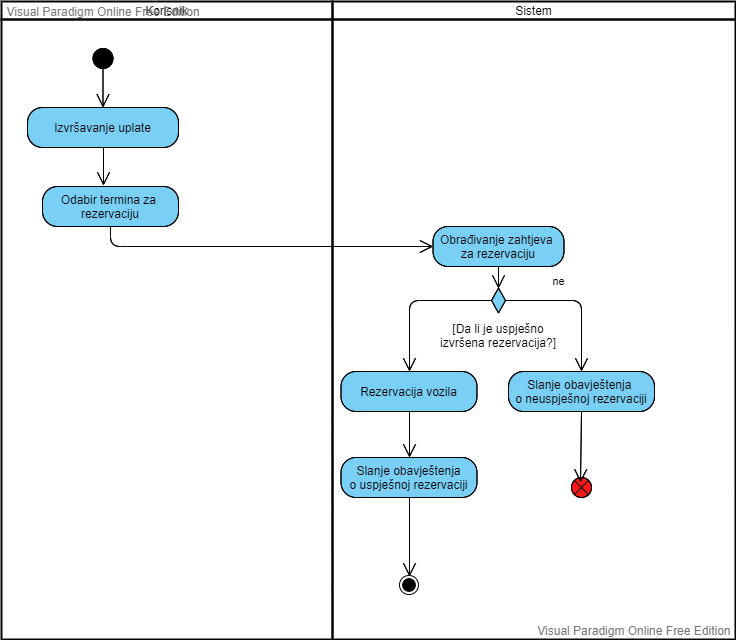 Visual Paradigm Online Free Edition
Korisnik
Sistem
Izvršavanje uplate
Odabir termina za
rezervaciju
Obrađivanje zahtjeva
za rezervaciju
ne
[Da li je uspješno
izvršena rezervacija?]
Rezervacija vozila
Slanje obavještenja
o neuspješnoj rezervaciji
Slanje obavještenja
o uspješnoj rezervaciji
Visual Paradigm Online Free Edition